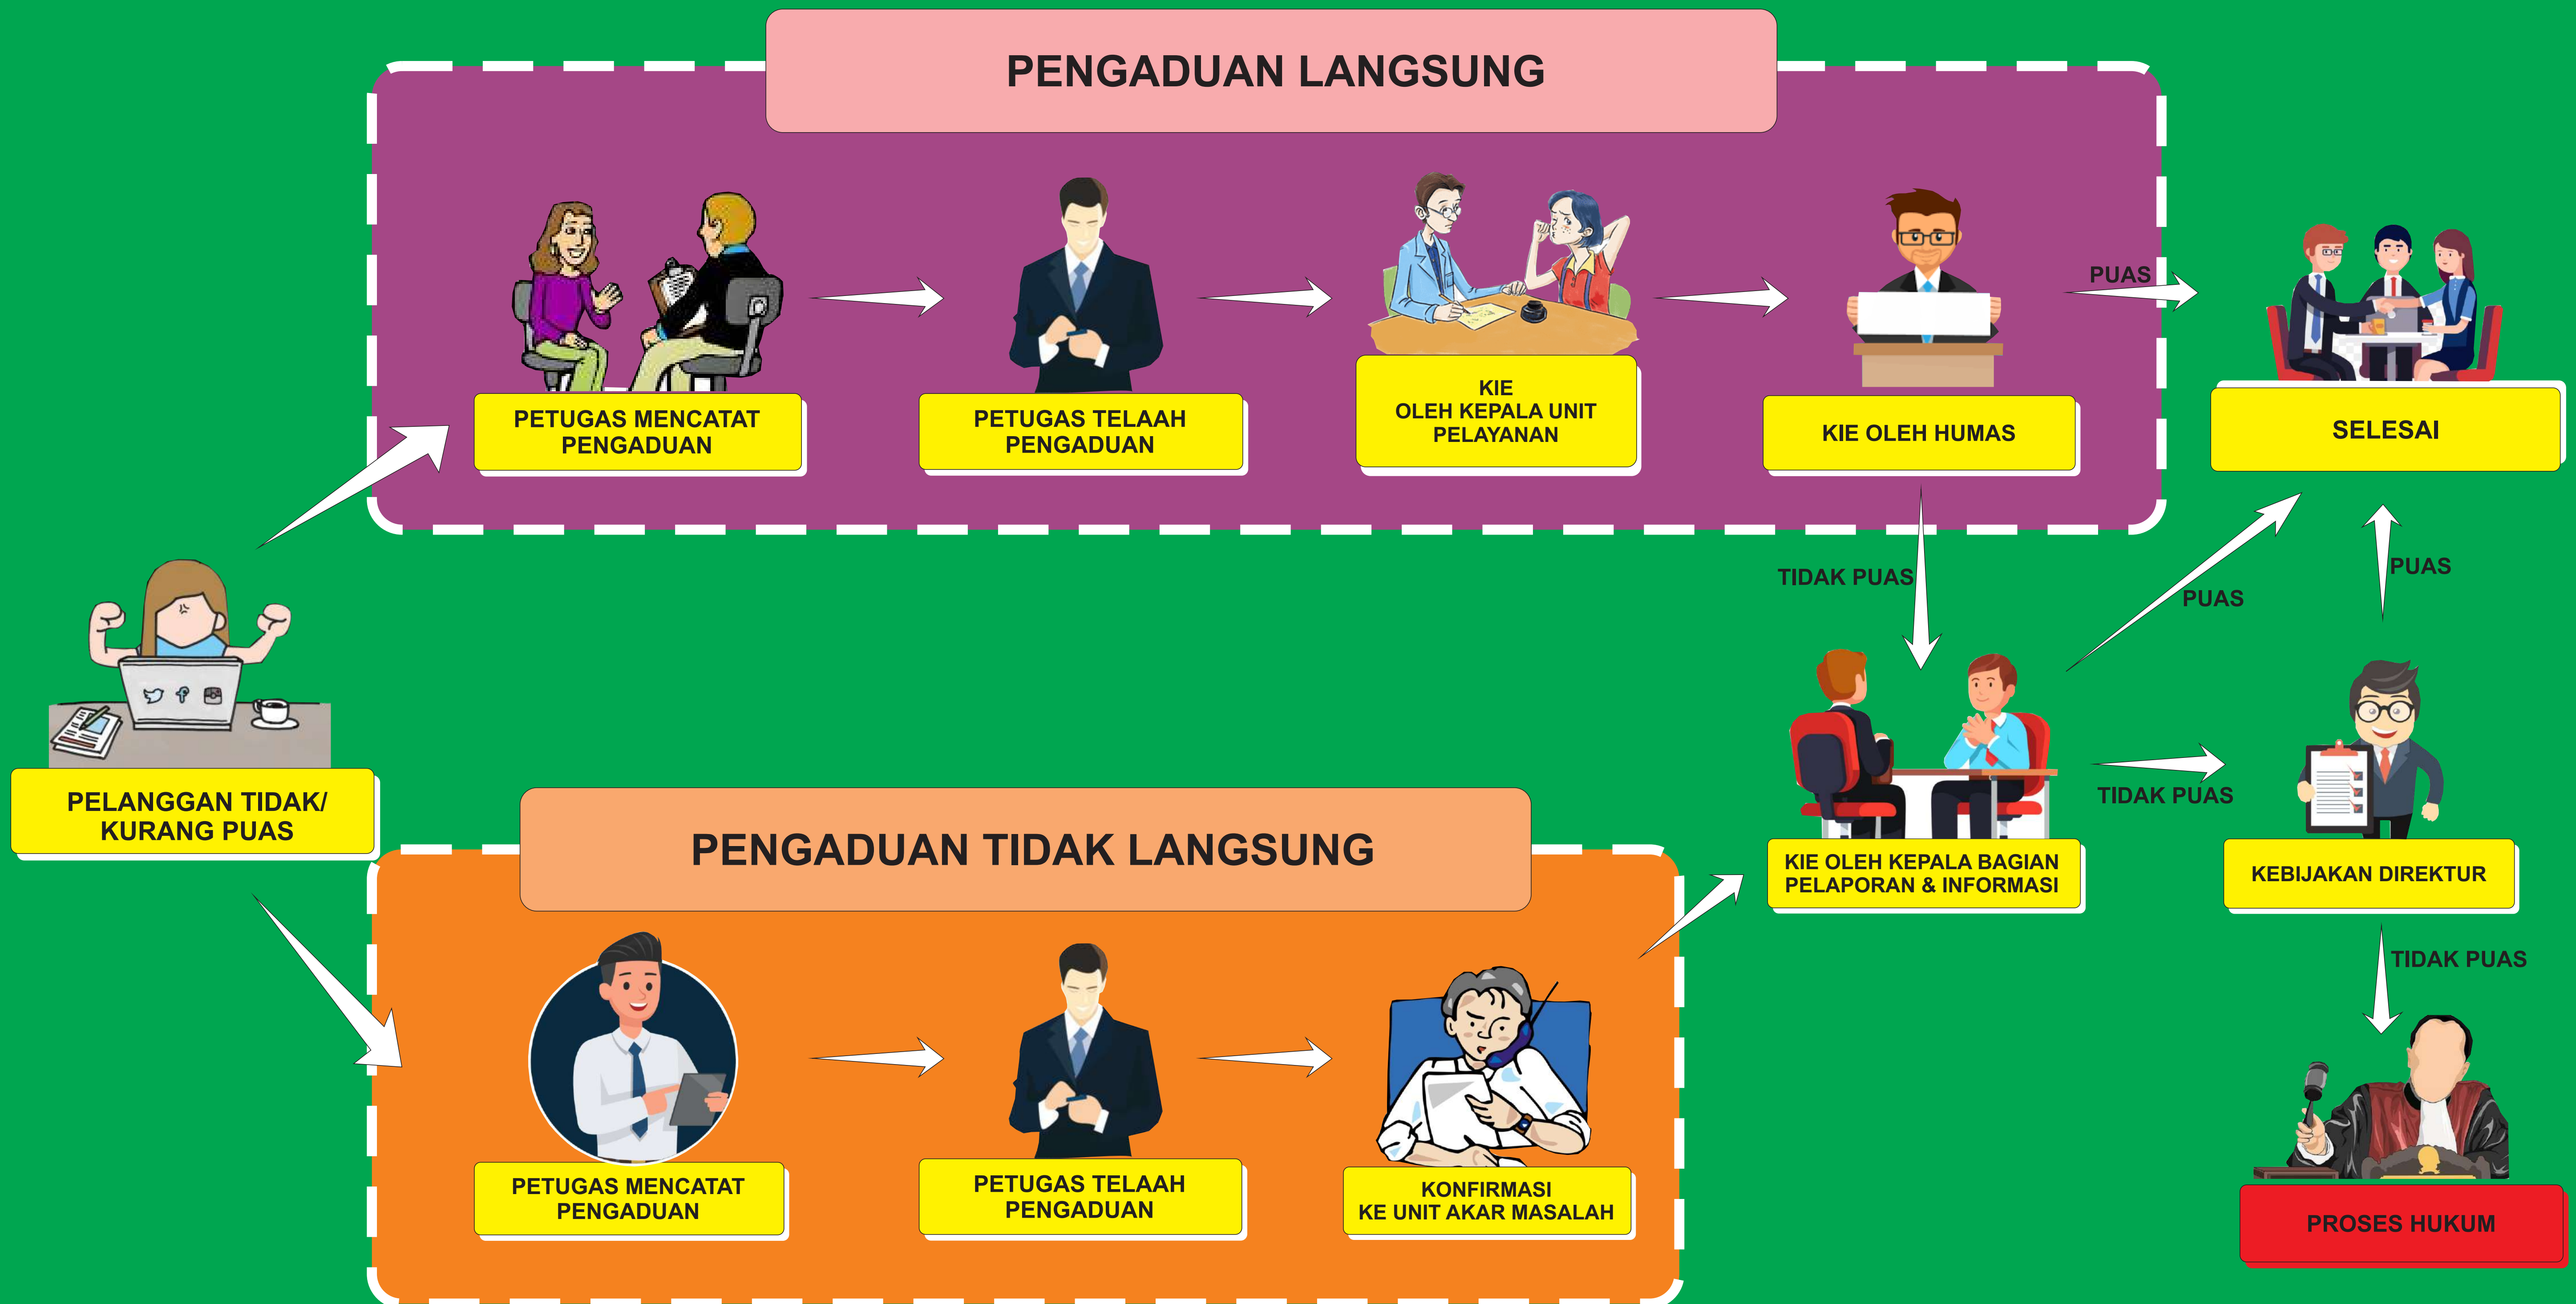 PENGADUAN LANGSUNG
PETUGAS MENCATAT
PENGADUAN
PETUGAS TELAAH
PENGADUAN
KIE
OLEH KEPALA UNIT
PELAYANAN
KIE OLEH HUMAS
PUAS
SELESAI
TIDAK PUAS
PUAS
PUAS
PELANGGAN TIDAK/
KURANG PUAS
KIE OLEH KEPALA BAGIAN
PELAPORAN & INFORMASI
TIDAK PUAS
KEBIJAKAN DIREKTUR
TIDAK PUAS
PROSES HUKUM
PENGADUAN TIDAK LANGSUNG
PETUGAS MENCATAT
PENGADUAN
PETUGAS TELAAH
PENGADUAN
KONFIRMASI
KE UNIT AKAR MASALAH